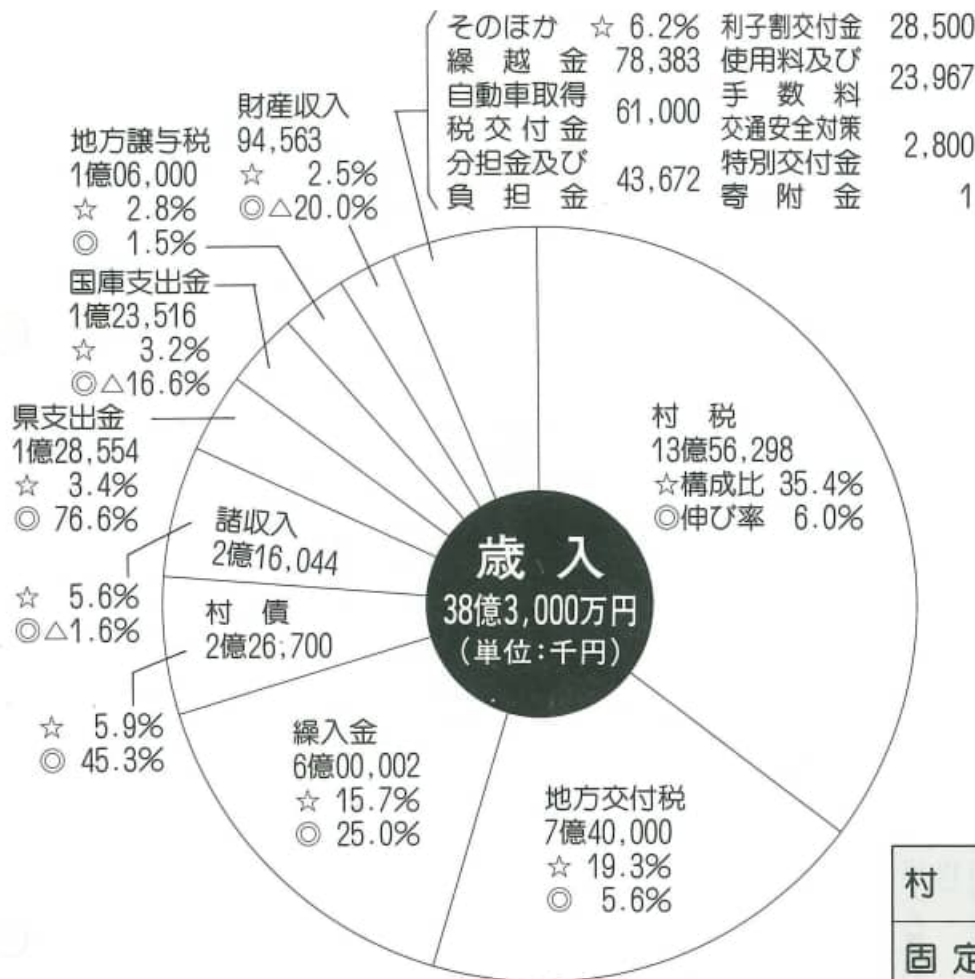 そのほか ☆ 6.2%
繰越金 78,383
自動車取得税交付金 61,000
分担金及び負担金 43,672
利子割交付金 28,500
使用料及び手数料 23,967
交通安全対策特別交付金 2,800
寄附金 1
財産収入
94,563
☆ 2.5%
◎△20.0%
地方譲与税
1億06,000
☆ 2.8%
◎ 1.5%
国庫支出金
1億23,516
☆ 3.2%
◎△16.6%
県支出金
1億28,554
☆ 3.4%
◎ 76.6%
諸収入
2億16,044
☆ 5.6%
◎△1.6%
村債
2億26,700
☆ 5.9%
◎ 45.3%
繰入金
6億00,002
☆ 15.7%
◎ 25.0%
地方交付税
7億40,000
☆ 19.3%
◎ 5.6%
村税
13億56,298
☆構成比 35.4%
◎伸び率 6.0%
歳入
38億3,000万円
(単位:千円)
村
固定